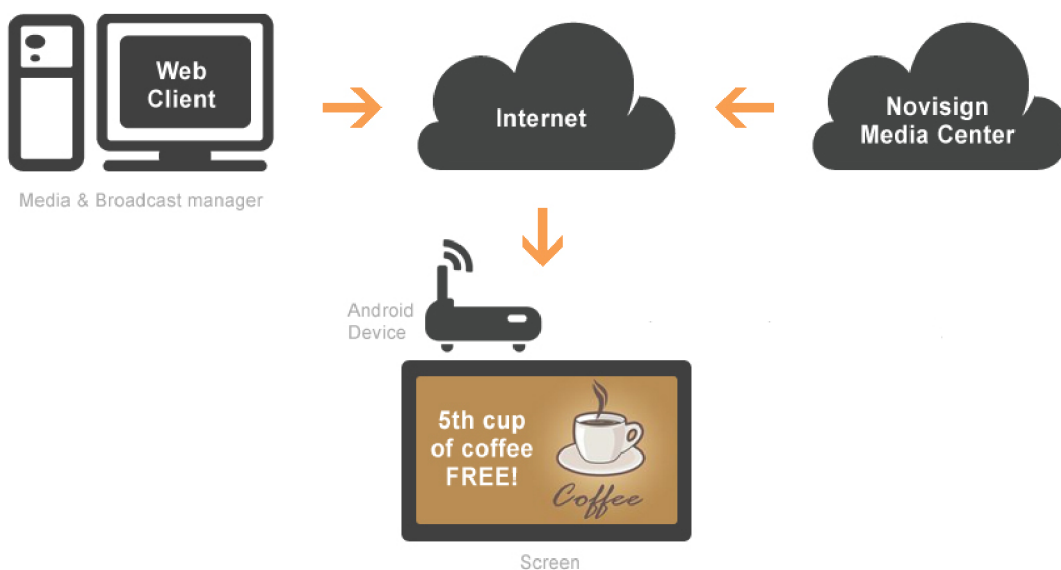 Web
Client
Internet
Novisign
Media Center
Media & Broadcast manager
Android
Device
5th cup
of coffee
FREE!
Coffee
Screen